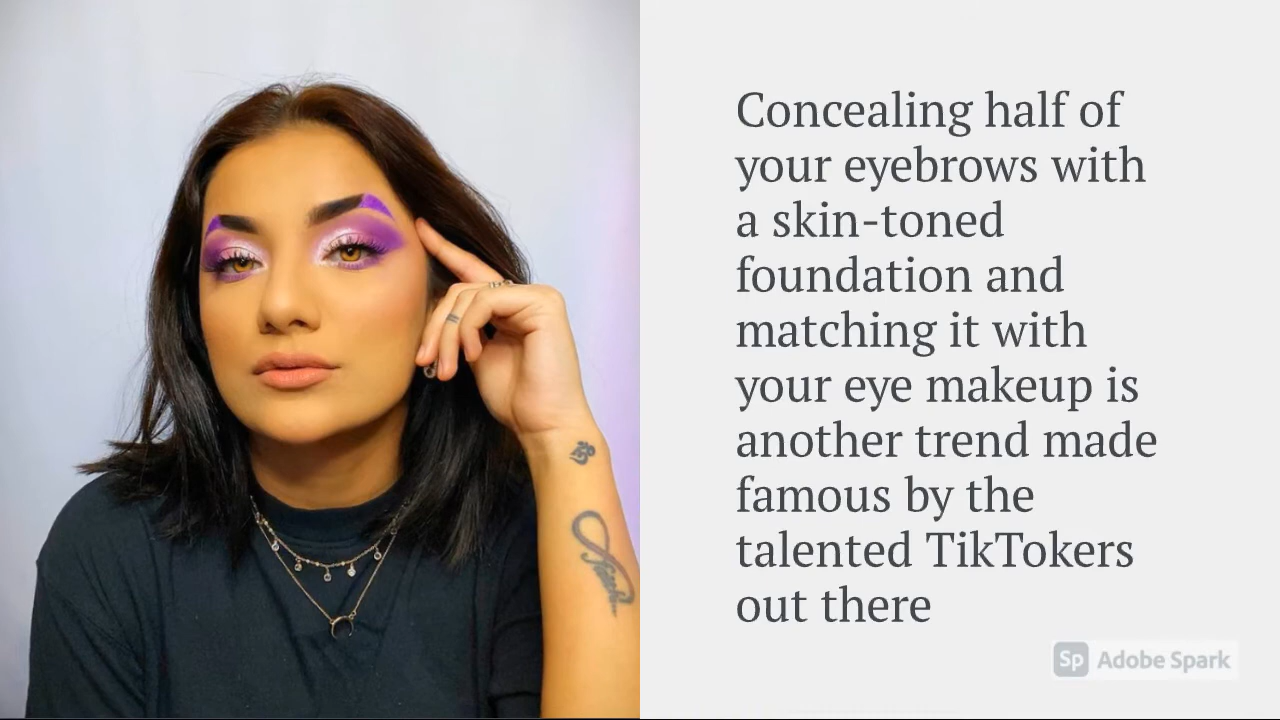 Concealing half of
your eyebrows with
a skin-toned
foundation and
matching it with
your eye makeup is
another trend made
famous by the
talented TikTokers
out there
Sp Adobe Spark